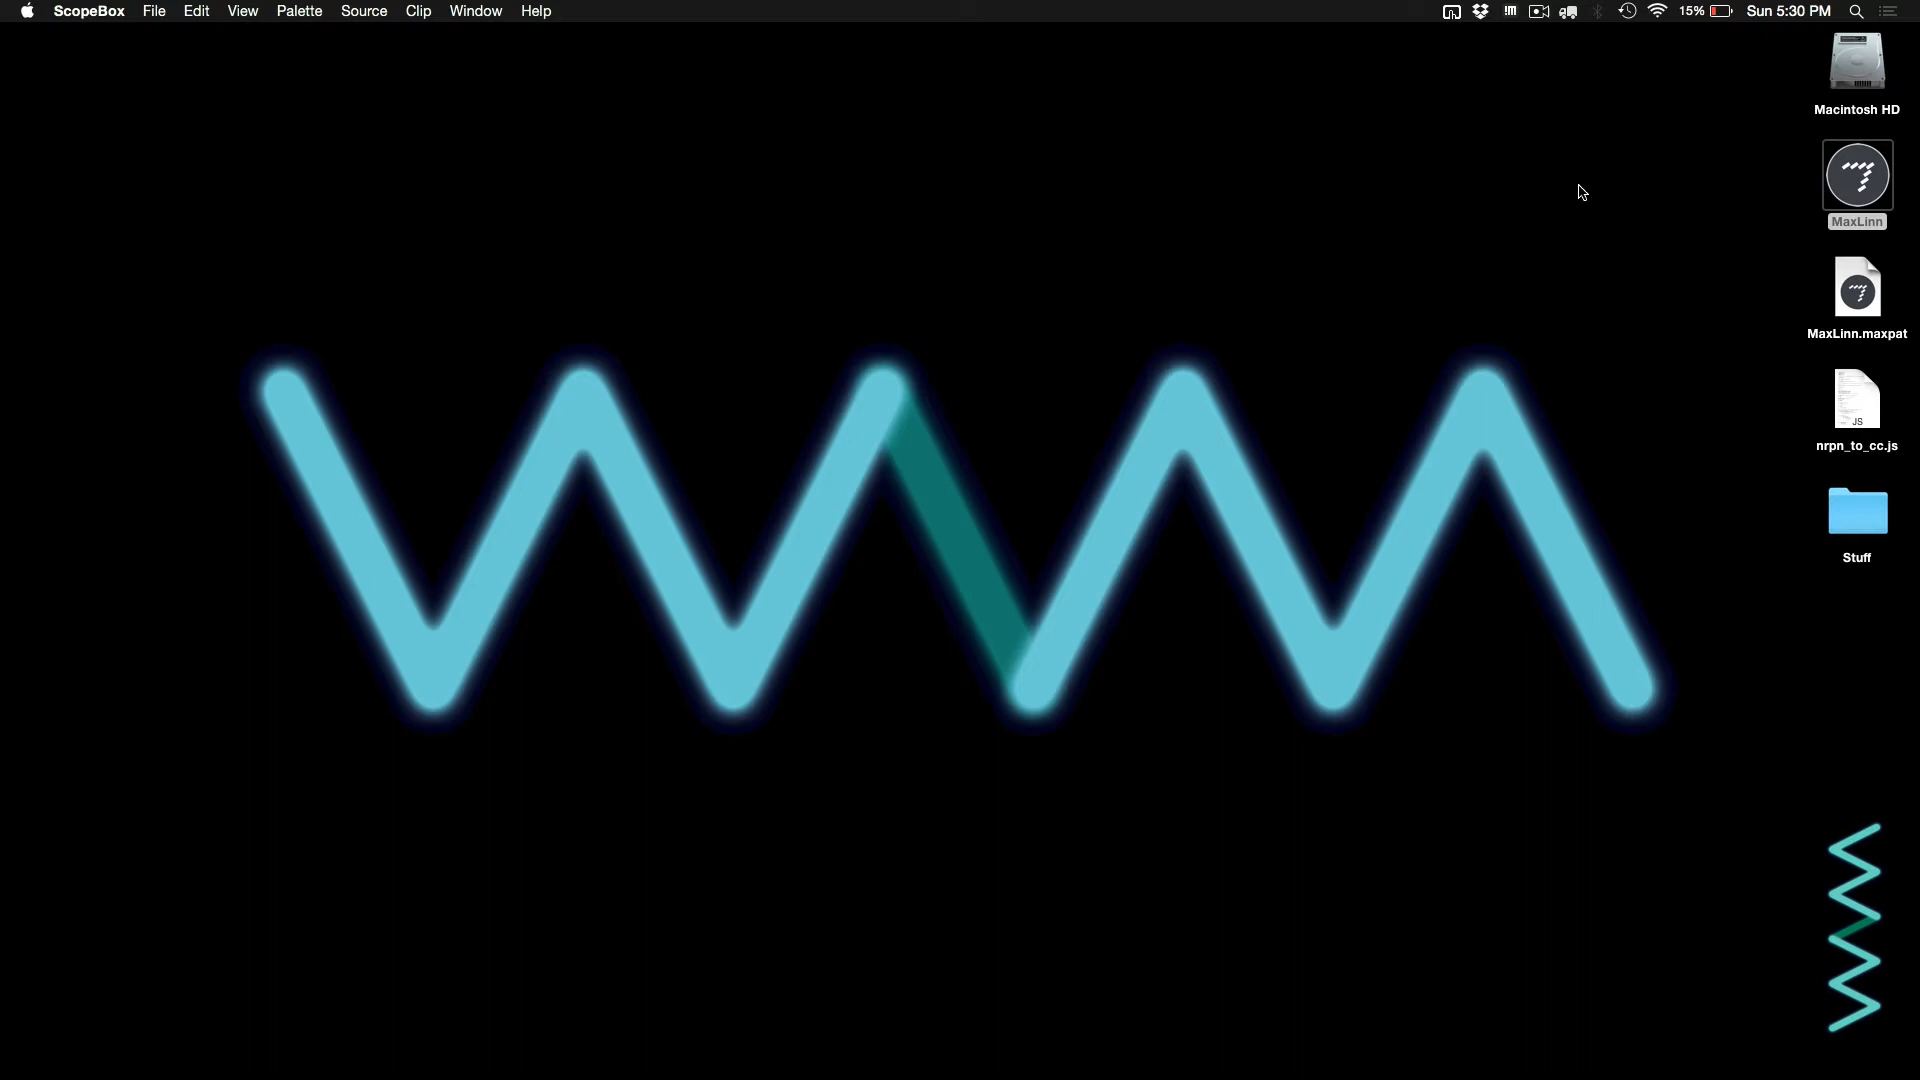 ScopeBox File Edit View Palette Source Clip Window Help 15% Sun 5:30 PM
Macintosh HD
MaxLinn
MaxLinn.maxpat
JS
nrpn_to_cc.js
Stuff